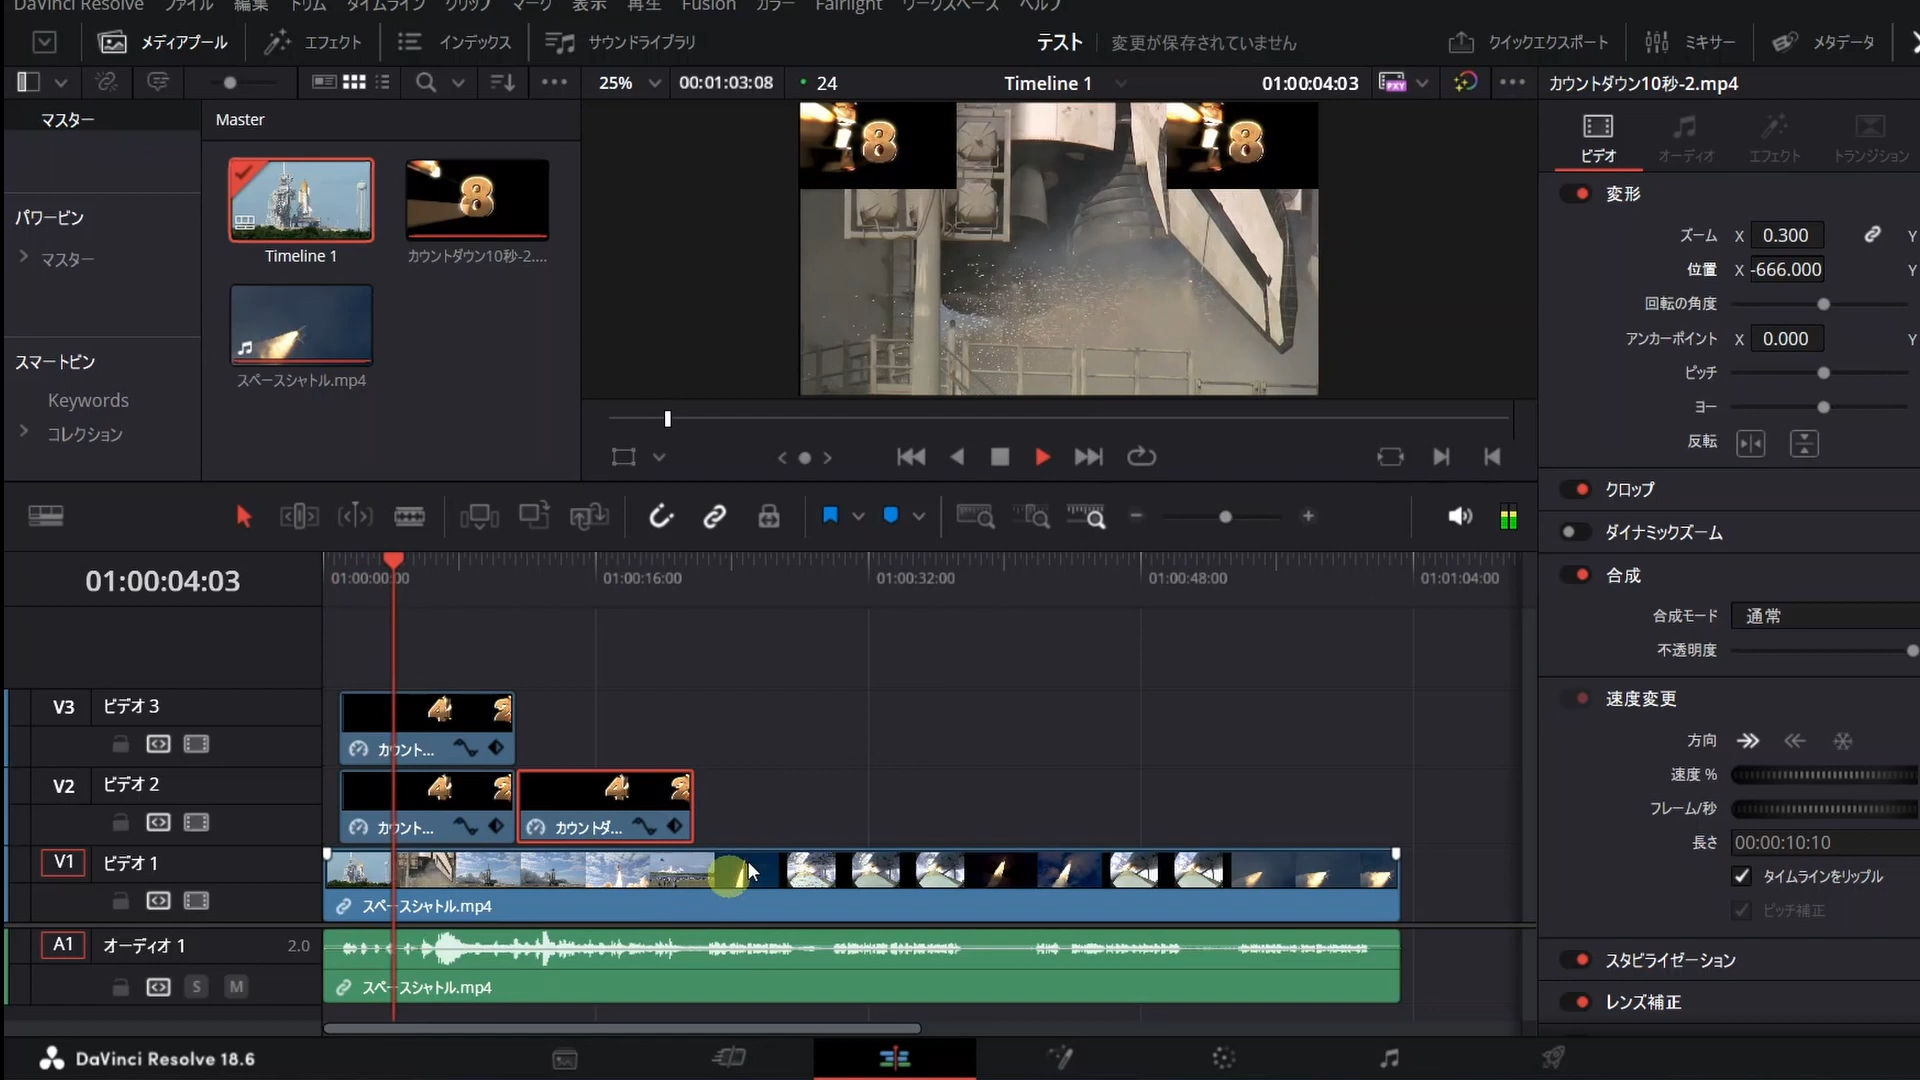 DaVinci Resolve ファイル 編集 トリム タイムライン クリップ マーク 表示 再生 Fusion カラー Fairlight ワークスペース ヘルプ
メディアプール エフェクト インデックス サウンドライブラリ テスト 変更が保存されていません クイックエクスポート ミキサー メタデータ
25% 00:01:03:08 24 Timeline 1 01:00:04:03 PXY カウントダウン10秒-2.mp4
マスター
Master
パワービン
マスター
スマートビン
Keywords
コレクション
8
Timeline 1
カウントダウン10秒-2....
スペースシャトル.mp4
8
8
ビデオ オーディオ エフェクト トランジション
変形
ズーム X 0.300 Y
位置 X -666.000 Y
回転の角度
アンカーポイント X 0.000 Y
ピッチ
ヨー
反転
クロップ
ダイナミックズーム
合成
合成モード 通常
不透明度
速度変更
方向
速度 %
フレーム/秒
長さ 00:00:10:10
タイムラインをリップル
ピッチ補正
スタビライゼーション
レンズ補正
01:00:04:03
01:00:00:00 01:00:16:00 01:00:32:00 01:00:48:00 01:01:04:00
V3 ビデオ 3
4 2
カウント...
V2 ビデオ 2
4 2 4 2
カウント... カウントダ...
V1 ビデオ 1
スペースシャトル.mp4
A1 オーディオ 1 2.0
S M
スペースシャトル.mp4
DaVinci Resolve 18.6